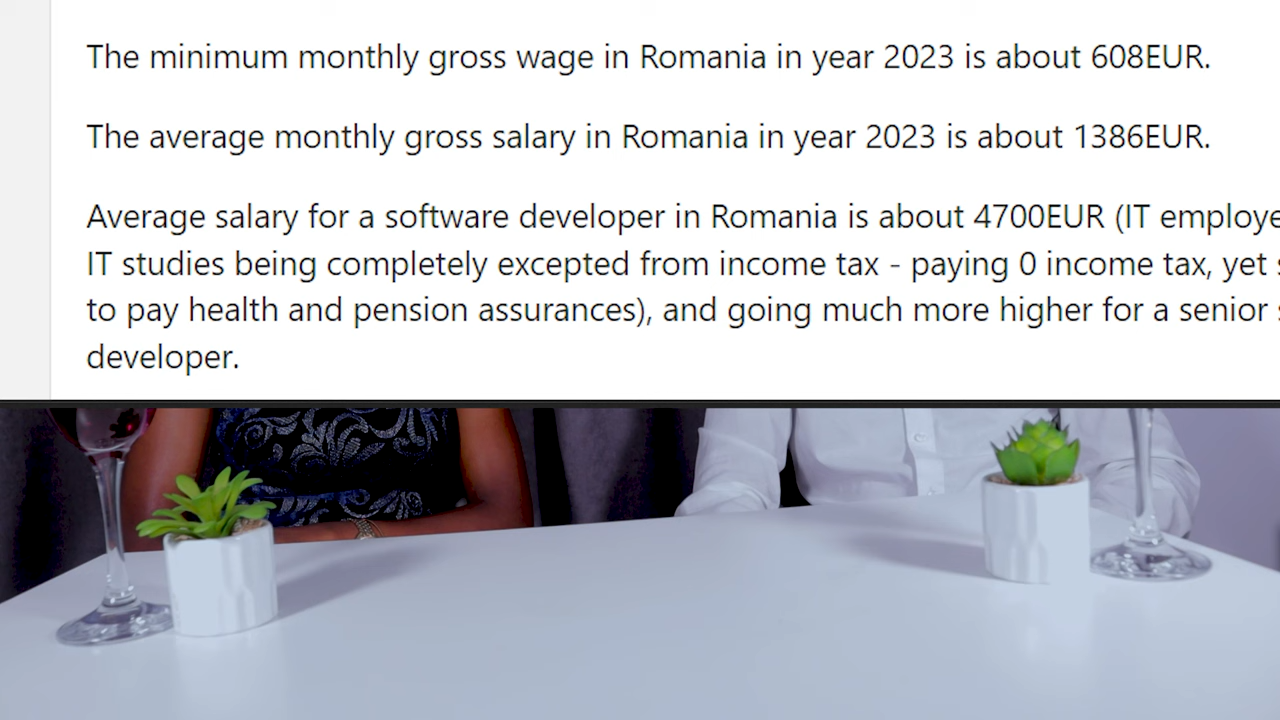 The minimum monthly gross wage in Romania in year 2023 is about 608EUR.
The average monthly gross salary in Romania in year 2023 is about 1386EUR.
Average salary for a software developer in Romania is about 4700EUR (IT
IT studies being completely excepted from income tax - paying 0 income tax, yet
to pay health and pension assurances), and going much more higher for a senior
developer.